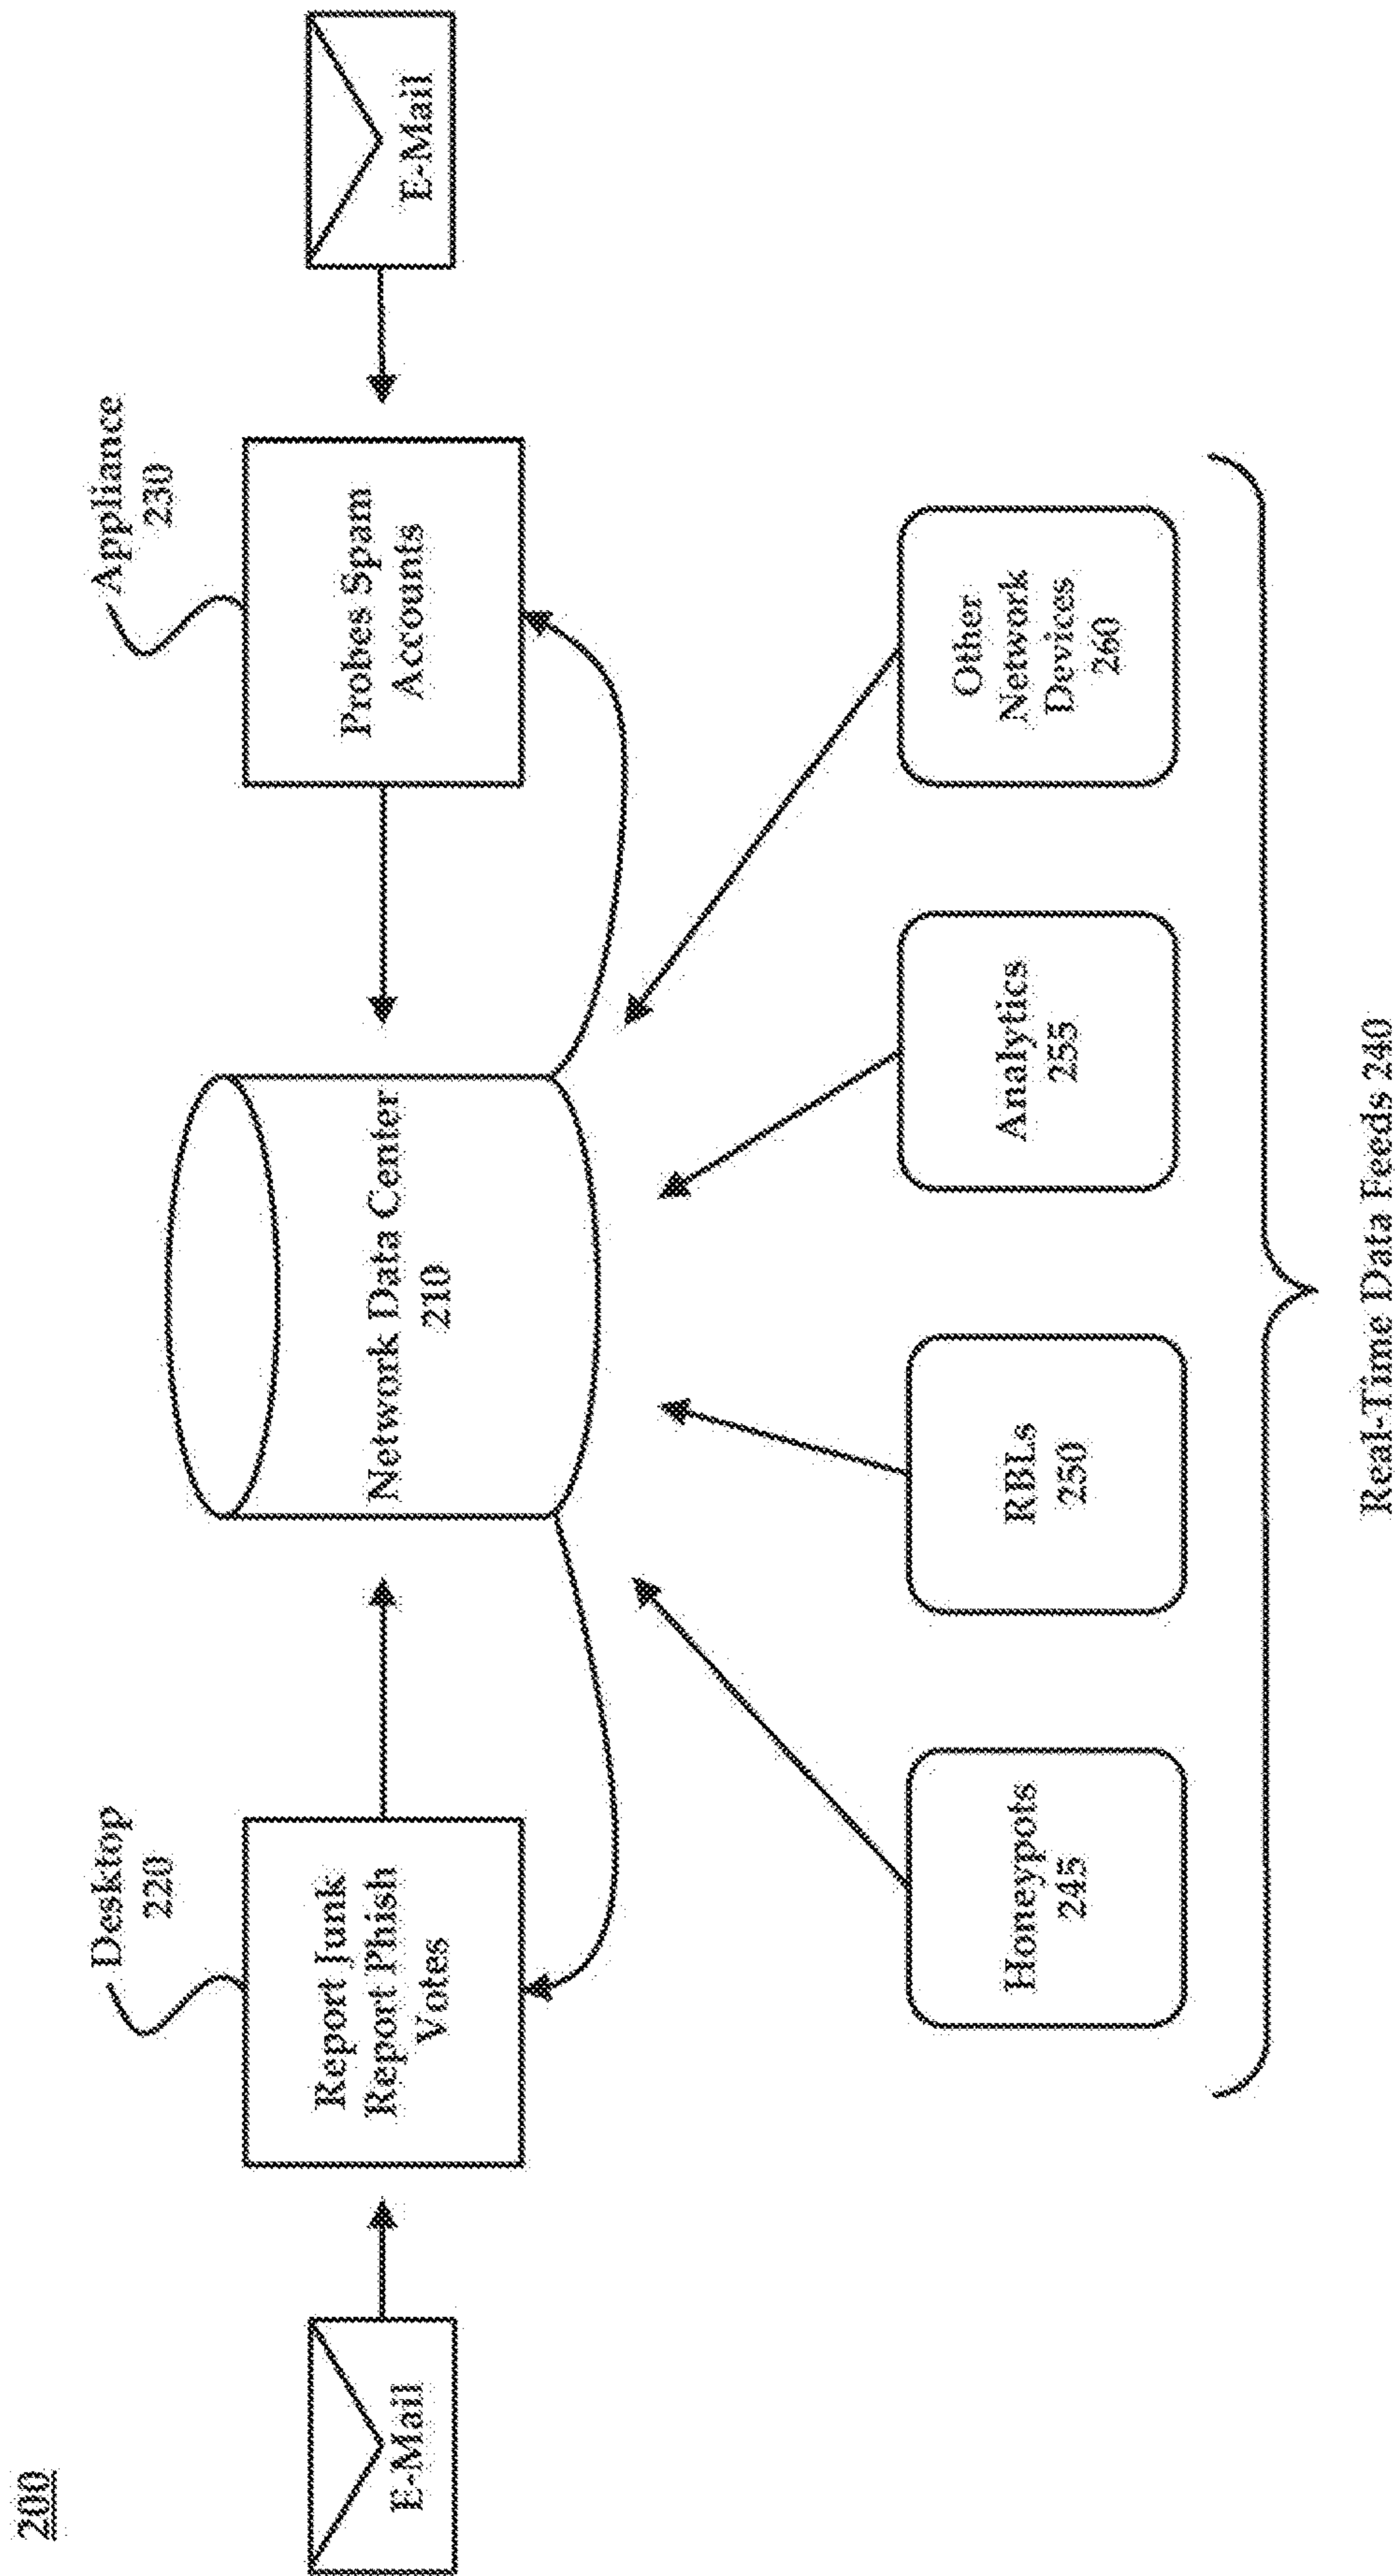 200
Desktop
220
Appliance
230
E-Mail
Report Junk
Report Phish
Votes
Network Data Center
210
Probes Spam
Accounts
E-Mail
Honeypots
245
RBLs
250
Analytics
255
Other
Network
Devices
260
Real-Time Data Feeds 240